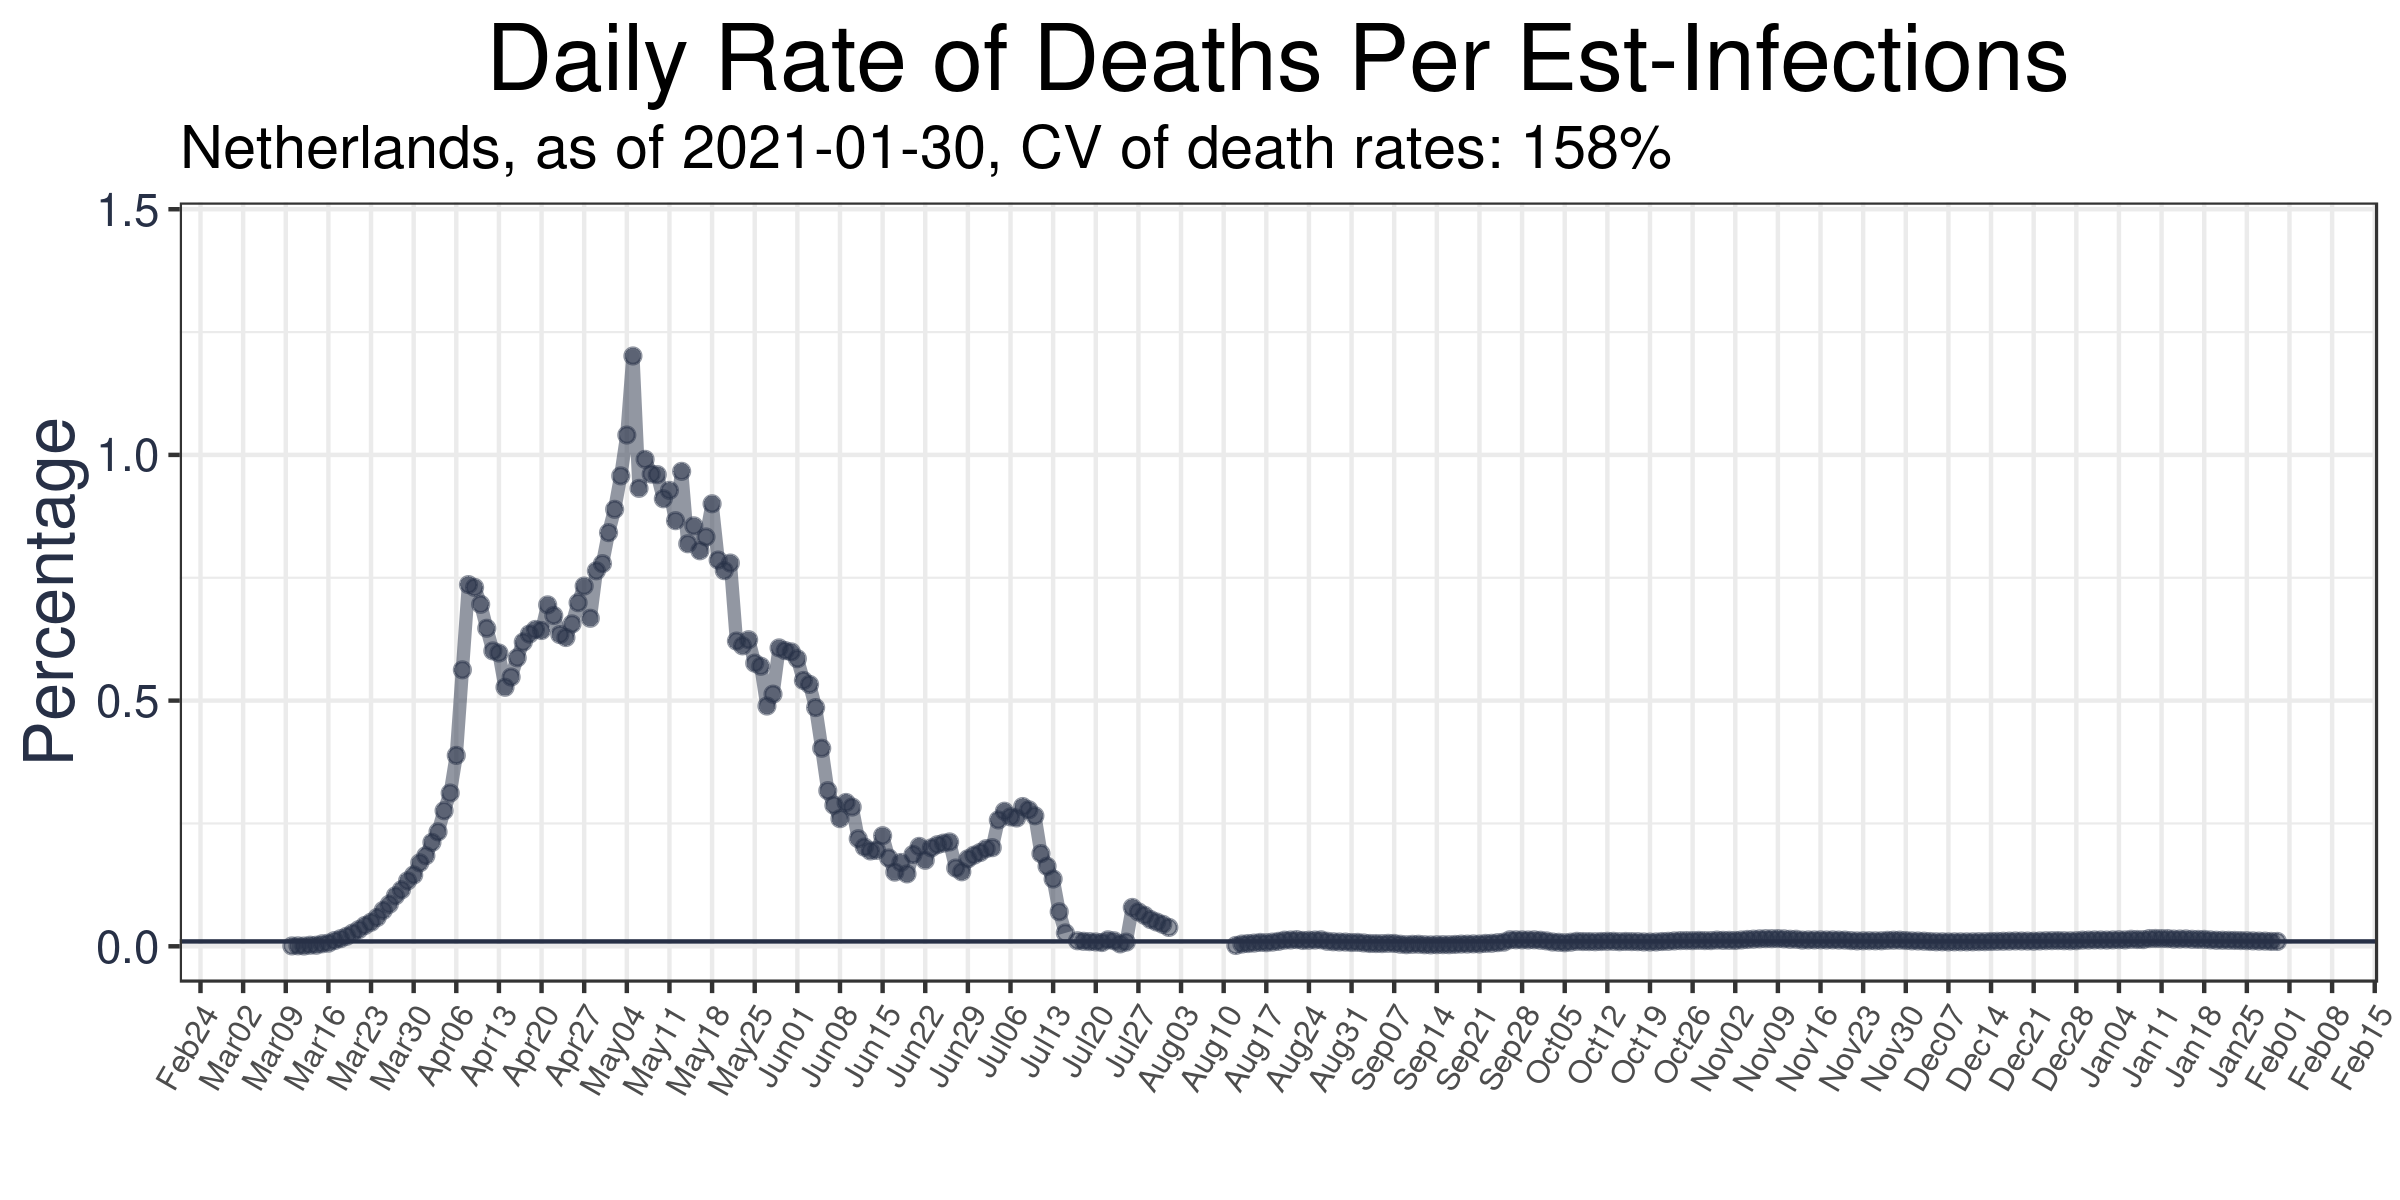 Daily Rate of Deaths Per Est-Infections
Netherlands, as of 2021-01-30, CV of death rates: 158%
Percentage
1.5
1.0
0.5
0.0
Feb24
Mar02
Mar09
Mar16
Mar23
Mar30
Apr06
Apr13
Apr20
Apr27
May04
May11
May18
May25
Jun01
Jun08
Jun15
Jun22
Jun29
Jul06
Jul13
Jul20
Jul27
Aug03
Aug10
Aug17
Aug24
Aug31
Sep07
Sep14
Sep21
Sep28
Oct05
Oct12
Oct19
Oct26
Nov02
Nov09
Nov16
Nov23
Nov30
Dec07
Dec14
Dec21
Dec28
Jan04
Jan11
Jan18
Jan25
Feb01
Feb08
Feb15